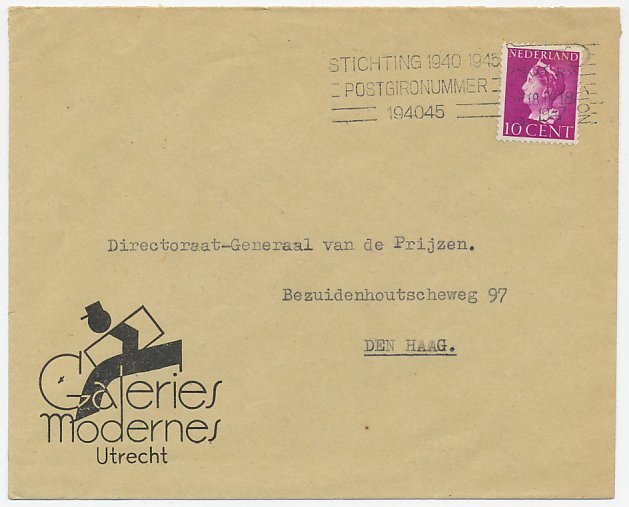 STICHTING 1940-1945
POSTGIRONUMMER
194045
NEDERLAND
10 CENT
Directoraat-Generaal van de Prijzen.
Bezuidenhoutscheweg 97
DEN HAAG.
Galeries
Modernes
Utrecht